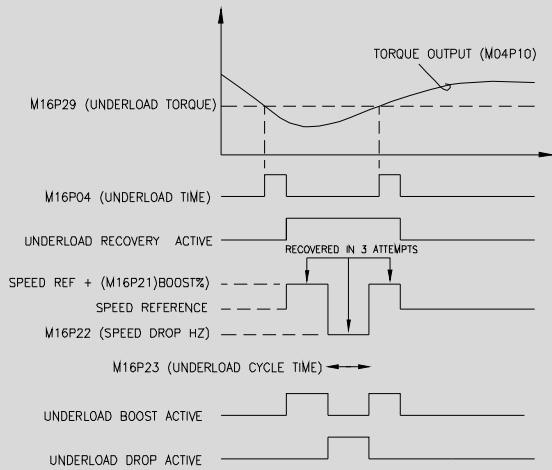 TORQUE OUTPUT (M04P10)
M16P29 (UNDERLOAD TORQUE)
M16P04 (UNDERLOAD TIME)
UNDERLOAD RECOVERY ACTIVE
RECOVERED IN 3 ATTEMPTS
SPEED REF + (M16P21)BOOST%)
SPEED REFERENCE
M16P22 (SPEED DROP HZ)
M16P23 (UNDERLOAD CYCLE TIME)
UNDERLOAD BOOST ACTIVE
UNDERLOAD DROP ACTIVE